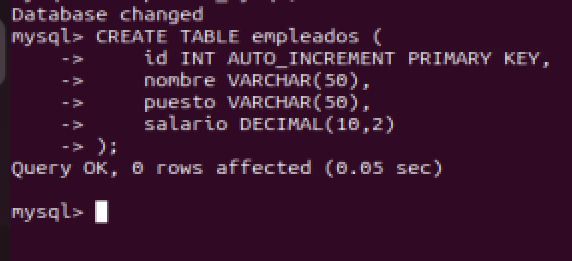 Database changed
mysql> CREATE TABLE empleados (
    ->     id INT AUTO_INCREMENT PRIMARY KEY,
    ->     nombre VARCHAR(50),
    ->     puesto VARCHAR(50),
    ->     salario DECIMAL(10,2)
    -> );
Query OK, 0 rows affected (0.05 sec)
mysql>